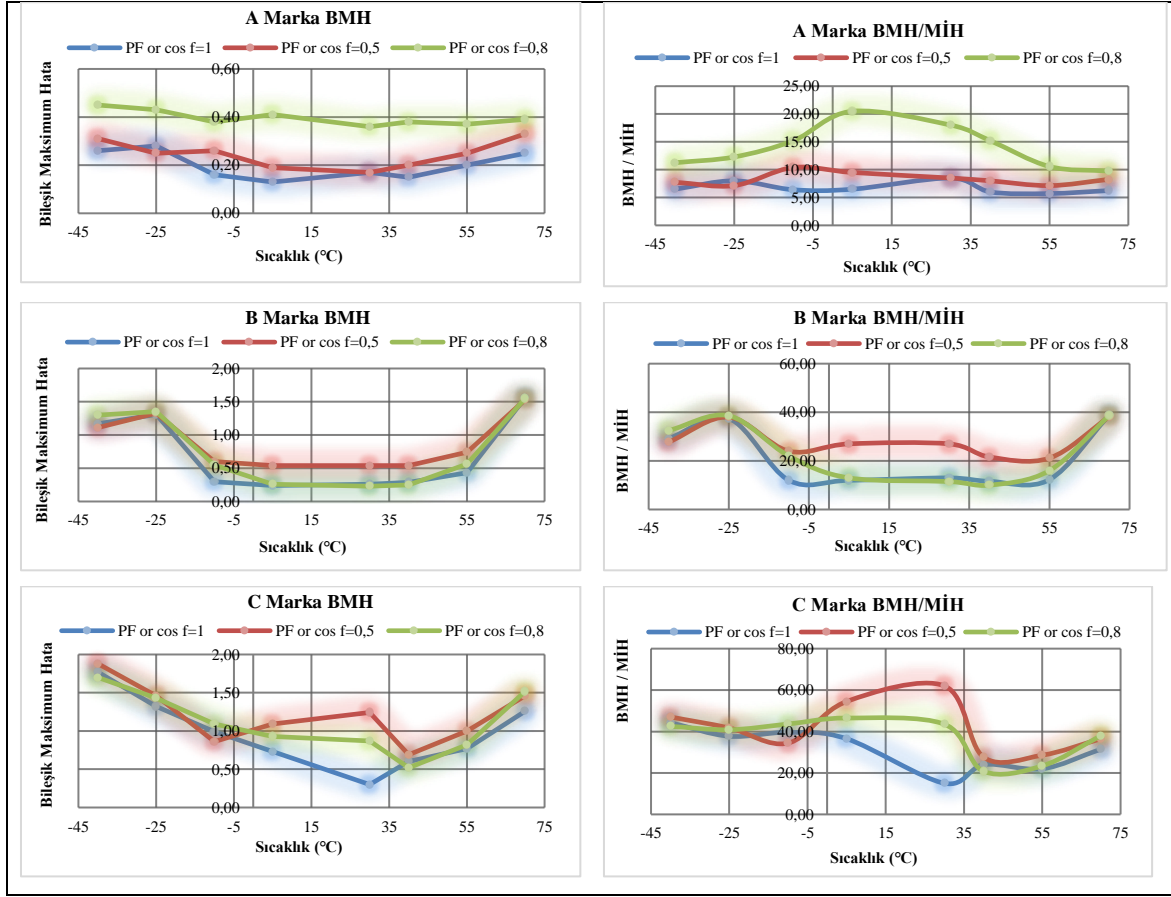 A Marka BMH
PF or cos f=1 PF or cos f=0,5 PF or cos f=0,8
Bileşik Maksimum Hata
0,60
0,40
0,20
0,00
-45 -25 -5 15 35 55 75
Sıcaklık (°C)
A Marka BMH/MİH
PF or cos f=1 PF or cos f=0,5 PF or cos f=0,8
BMH / MİH
25,00
20,00
15,00
10,00
5,00
0,00
-45 -25 -5 15 35 55 75
Sıcaklık (°C)
B Marka BMH
PF or cos f=1 PF or cos f=0,5 PF or cos f=0,8
Bileşik Maksimum Hata
2,00
1,50
1,00
0,50
0,00
-45 -25 -5 15 35 55 75
Sıcaklık (°C)
B Marka BMH/MİH
PF or cos f=1 PF or cos f=0,5 PF or cos f=0,8
BMH / MİH
60,00
40,00
20,00
0,00
-45 -25 -5 15 35 55 75
Sıcaklık (°C)
C Marka BMH
PF or cos f=1 PF or cos f=0,5 PF or cos f=0,8
Bileşik Maksimum Hata
2,00
1,50
1,00
0,50
0,00
-45 -25 -5 15 35 55 75
Sıcaklık (°C)
C Marka BMH/MİH
PF or cos f=1 PF or cos f=0,5 PF or cos f=0,8
BMH / MİH
80,00
60,00
40,00
20,00
0,00
-45 -25 -5 15 35 55 75
Sıcaklık (°C)